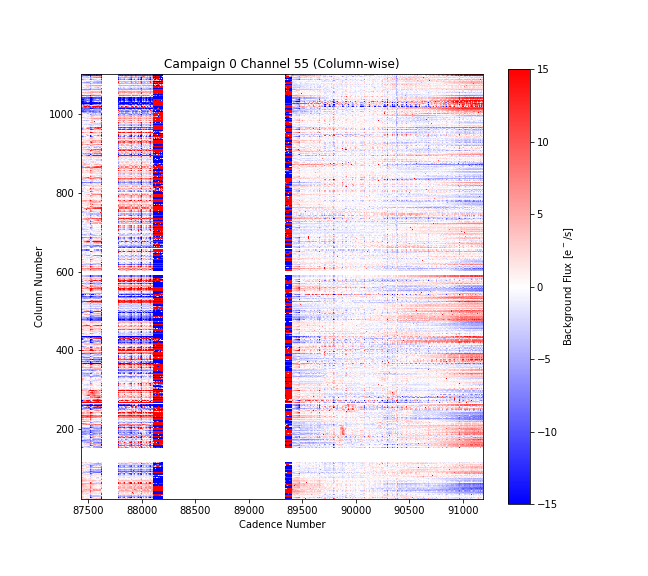 Campaign 0 Channel 55 (Column-wise)
1000
800
600
400
200
Column Number
87500 88000 88500 89000 89500 90000 90500 91000
Cadence Number
15
10
5
0
−5
−10
−15
Background Flux [e⁻/s]